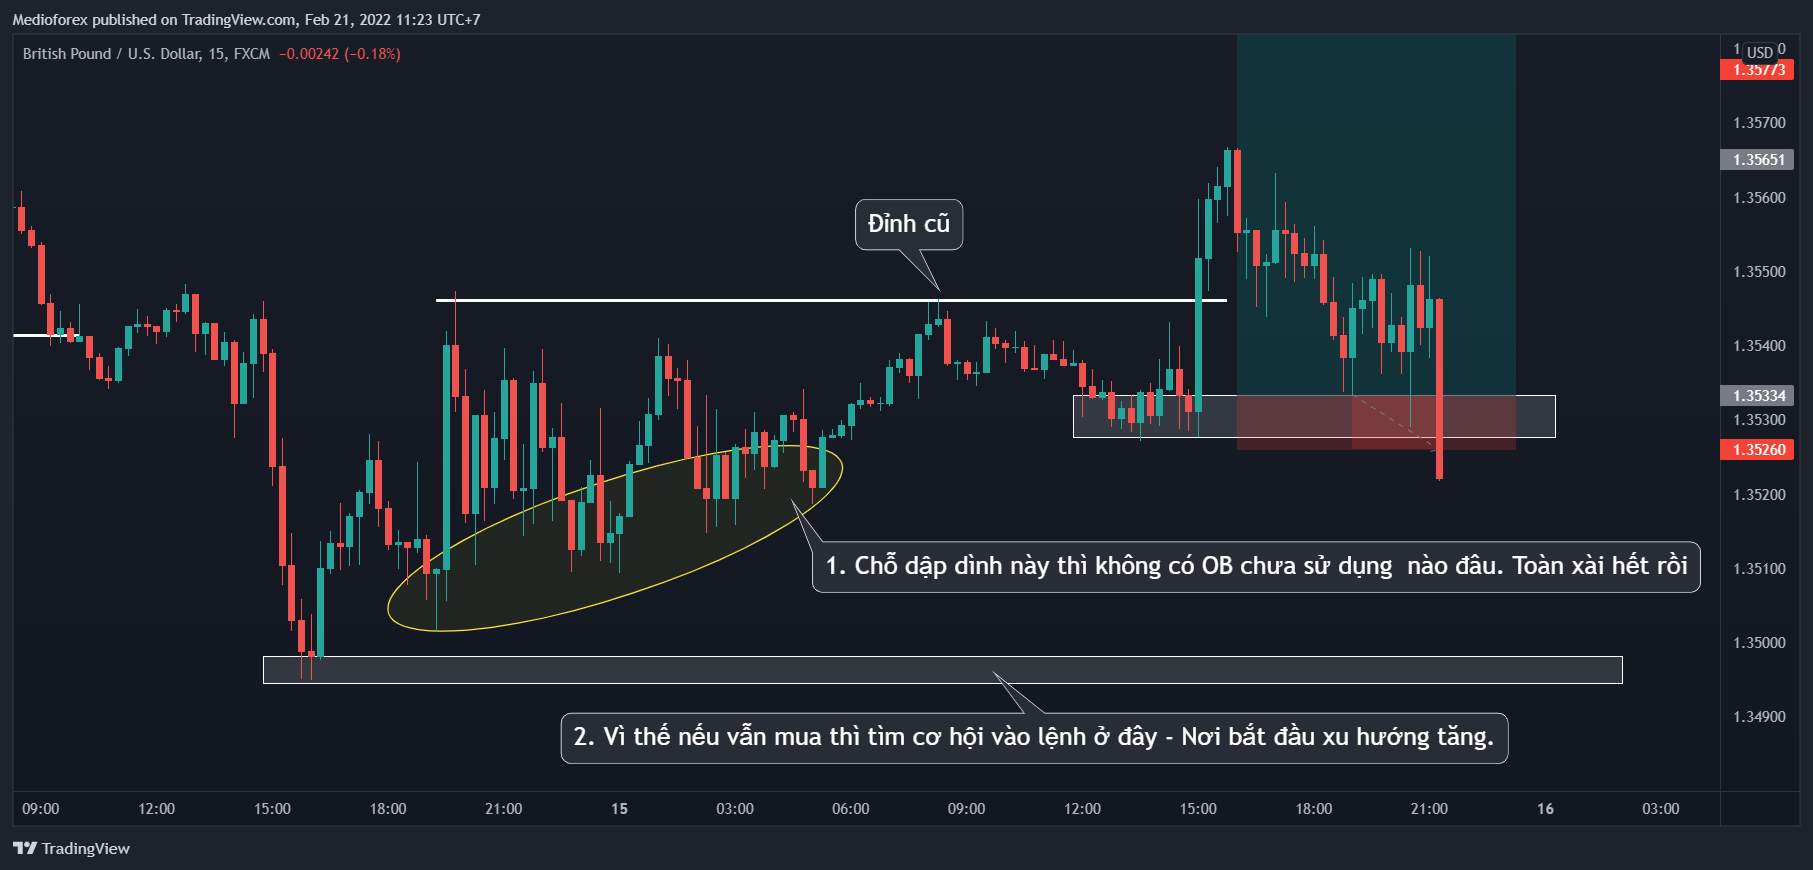 Medioforex published on TradingView.com, Feb 21, 2022 11:23 UTC+7
British Pound / U.S. Dollar, 15, FXCM −0.00242 (−0.18%)
USD
1.35773
1.35700
1.35651
1.35600
Đỉnh cũ
1.35500
1.35400
1.35334
1.35300
1.35260
1.35200
1. Chỗ dập dình này thì không có OB chưa sử dụng  nào đâu. Toàn xài hết rồi
1.35100
1.35000
2. Vì thế nếu vẫn mua thì tìm cơ hội vào lệnh ở đây - Nơi bắt đầu xu hướng tăng.
1.34900
09:00 12:00 15:00 18:00 21:00 15 03:00 06:00 09:00 12:00 15:00 18:00 21:00 16 03:00
TradingView